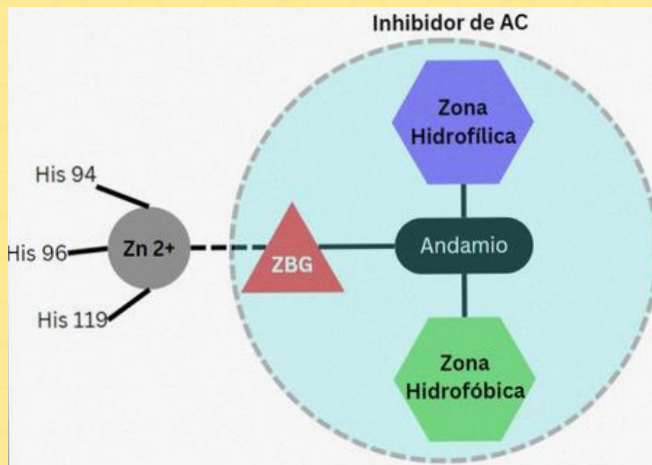 Inhibidor de AC
Zona
Hidrofílica
His 94
His 96
Zn 2+
ZBG
Andamio
His 119
Zona
Hidrofóbica